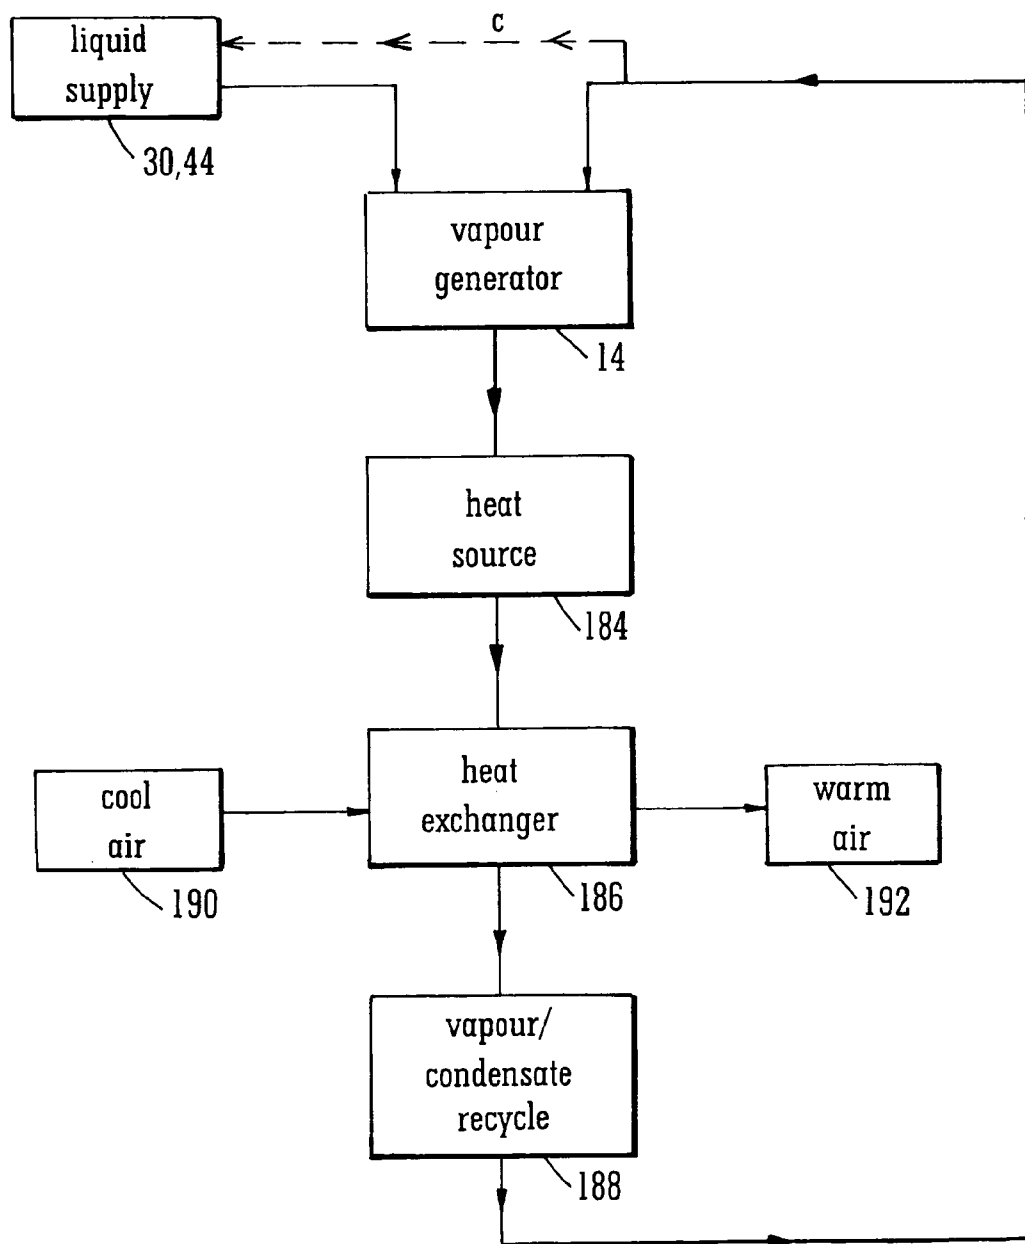 c
liquid
supply
30,44
vapour
generator
14
heat
source
184
cool
air
190
heat
exchanger
186
warm
air
192
vapour/
condensate
recycle
188